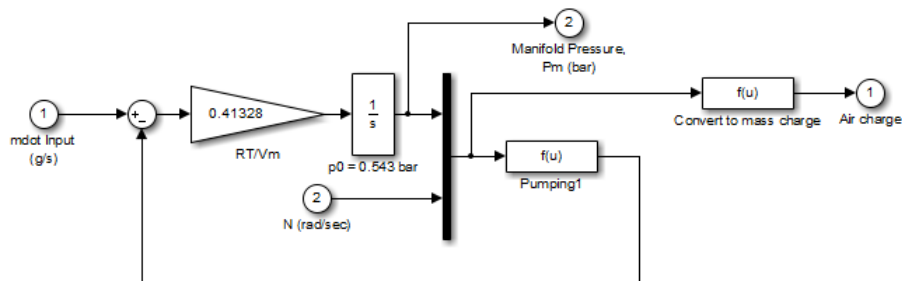 2
Manifold Pressure,
Pm (bar)
1
mdot Input
(g/s)
+
−
0.41328
RT/Vm
1
s
p0 = 0.543 bar
2
N (rad/sec)
f(u)
Pumping1
f(u)
Convert to mass charge
1
Air charge